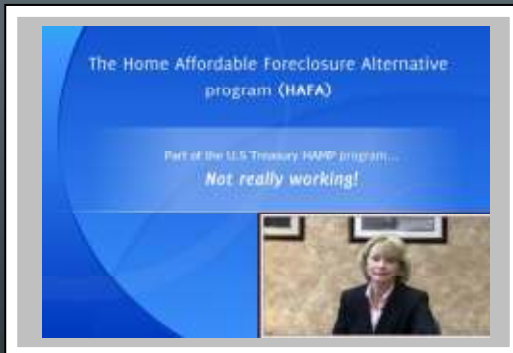 The Home Affordable Foreclosure Alternative
program (HAFA)
Part of the U.S Treasury HAMP program...
Not really working!